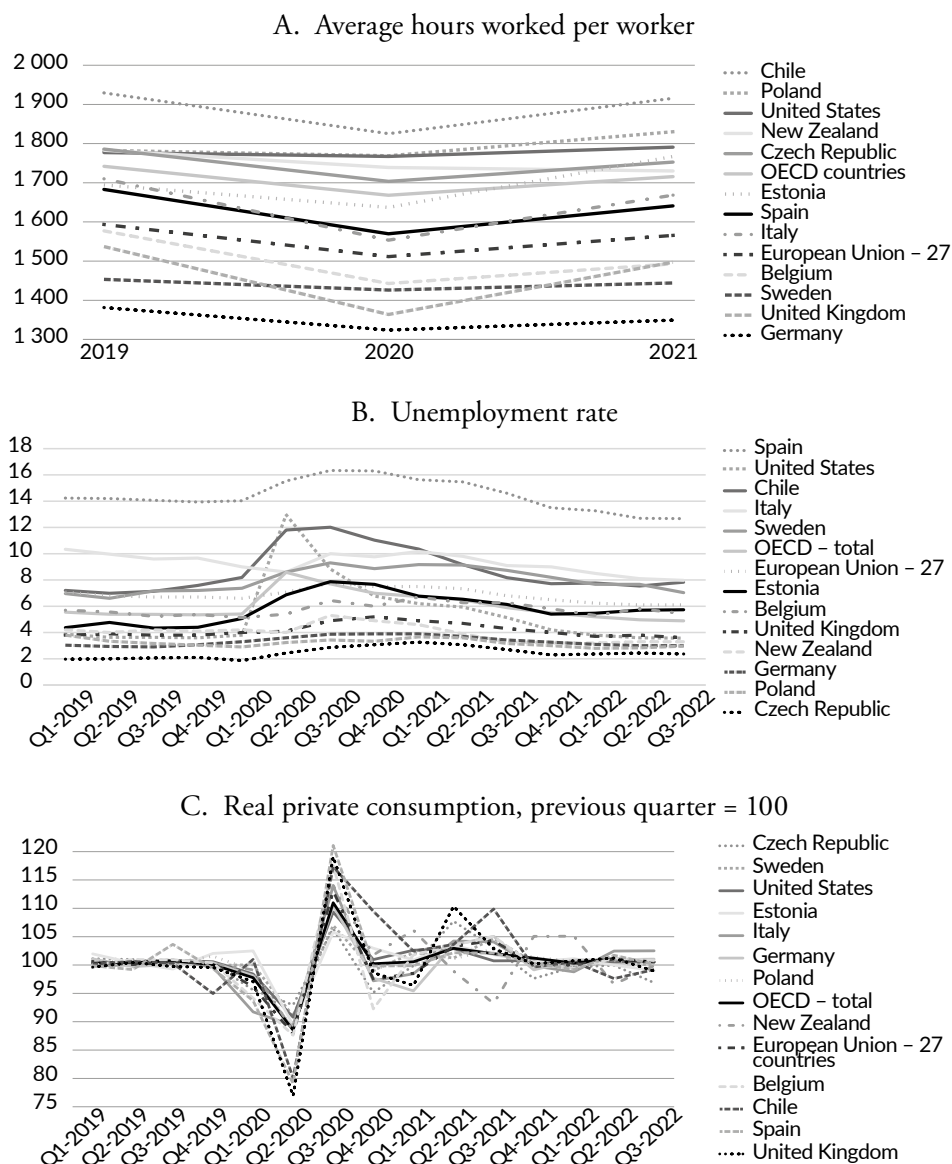 A. Average hours worked per worker
2 000
1 900
1 800
1 700
1 600
1 500
1 400
1 300
2019
2020
2021
Chile
Poland
United States
New Zealand
Czech Republic
OECD countries
Estonia
Spain
Italy
European Union – 27
Belgium
Sweden
United Kingdom
Germany
B. Unemployment rate
18
16
14
12
10
8
6
4
2
0
Q1-2019
Q2-2019
Q3-2019
Q4-2019
Q1-2020
Q2-2020
Q3-2020
Q4-2020
Q1-2021
Q2-2021
Q3-2021
Q4-2021
Q1-2022
Q2-2022
Q3-2022
Spain
United States
Chile
Italy
Sweden
OECD – total
European Union – 27
Estonia
Belgium
United Kingdom
New Zealand
Germany
Poland
Czech Republic
C. Real private consumption, previous quarter = 100
120
115
110
105
100
95
90
85
80
75
Q1-2019
Q2-2019
Q3-2019
Q4-2019
Q1-2020
Q2-2020
Q3-2020
Q4-2020
Q1-2021
Q2-2021
Q3-2021
Q4-2021
Q1-2022
Q2-2022
Q3-2022
Czech Republic
Sweden
United States
Estonia
Italy
Germany
Poland
OECD – total
New Zealand
European Union – 27
countries
Belgium
Chile
Spain
United Kingdom